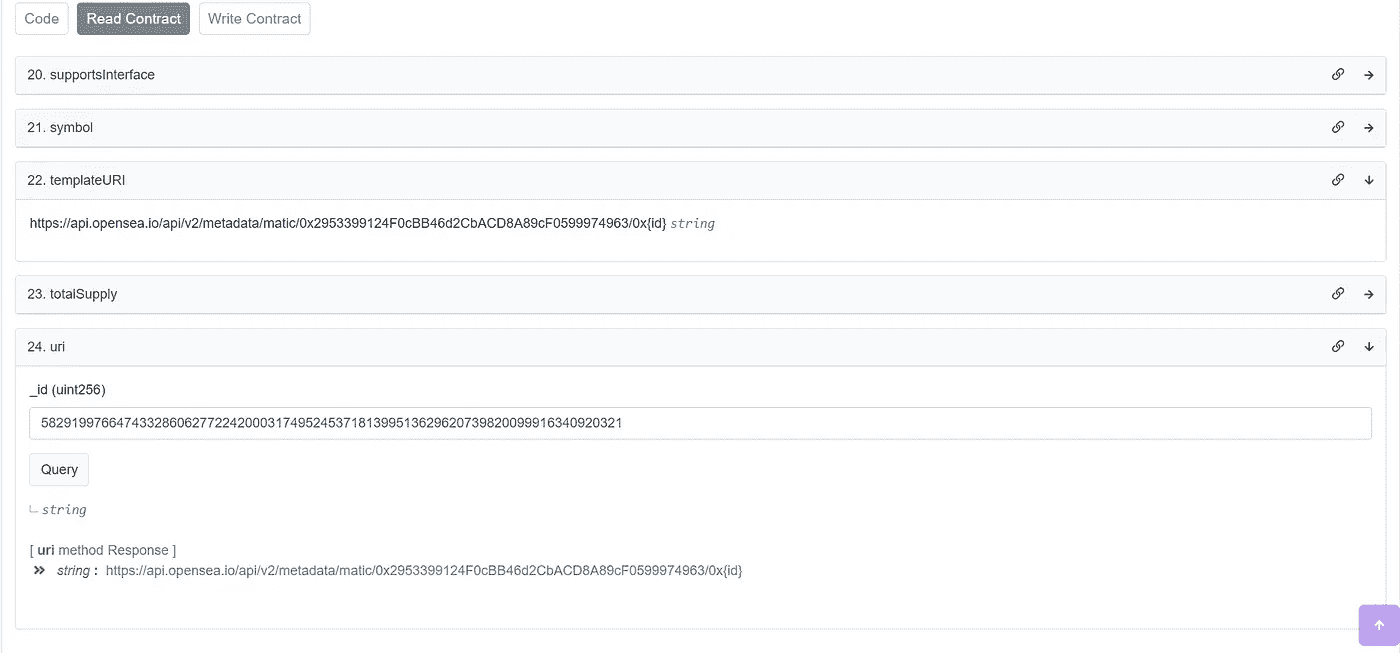 Code Read Contract Write Contract
20. supportsInterface
21. symbol
22. templateURI
https://api.opensea.io/api/v2/metadata/matic/0x2953399124F0cBB46d2CbACD8A89cF0599974963/0x{id} string
23. totalSupply
24. uri
_id (uint256)
58291997664743328606277224200031749524537181399513629620739820099916340920321
Query
string
[ uri method Response ]
string : https://api.opensea.io/api/v2/metadata/matic/0x2953399124F0cBB46d2CbACD8A89cF0599974963/0x{id}